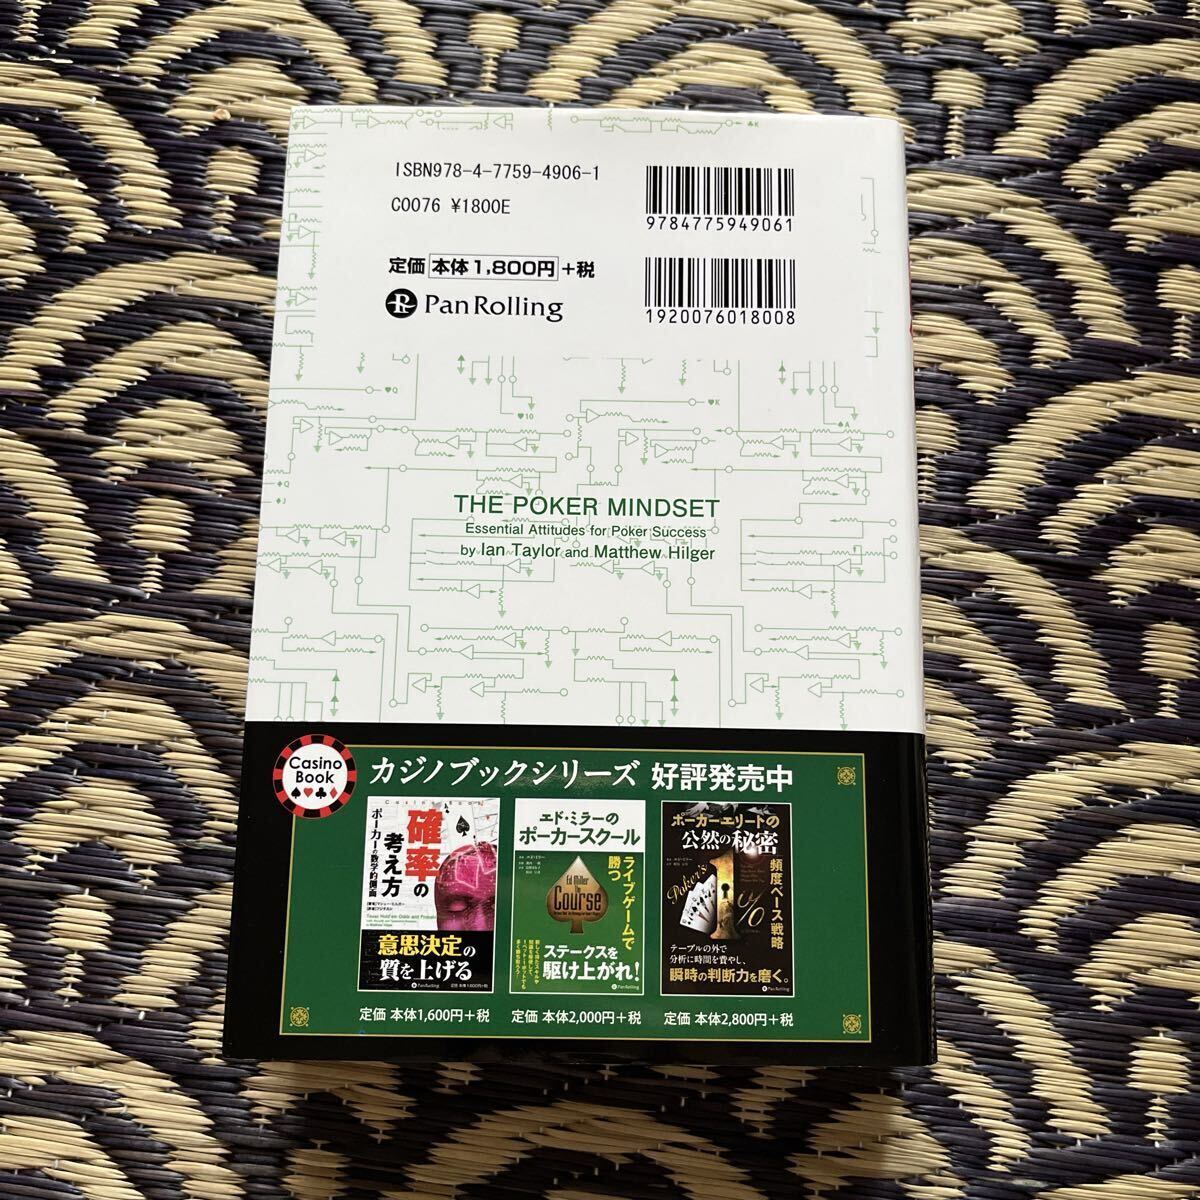 ♣K
ISBN978-4-7759-4906-1
C0076 ¥1800E
9784775949061
定価 本体1,800円 +税
Pan Rolling
1920076018008
♥Q
♥K
♥10
♠A
♦Q
♦J
THE POKER MINDSET
Essential Attitudes for Poker Success
by Ian Taylor and Matthew Hilger
Casino
Book
カジノブックシリーズ 好評発売中
Casino Book
確率の
考え方
ポーカーの数学的側面
意思決定の
質を上げる
PanRolling
定価 本体1,600円+税
エド・ミラーの
ポーカースクール
Ed Miller
The
Course
ライブゲームで
勝つ
ステークスを
駆け上がれ!
PanRolling
定価 本体2,000円+税
ポーカーエリートの
公然の秘密
Poker's
%
頻度ベース戦略
テーブルの外で
分析に時間を費やし、
瞬時の判断力を磨く。
PanRolling
定価 本体2,800円+税